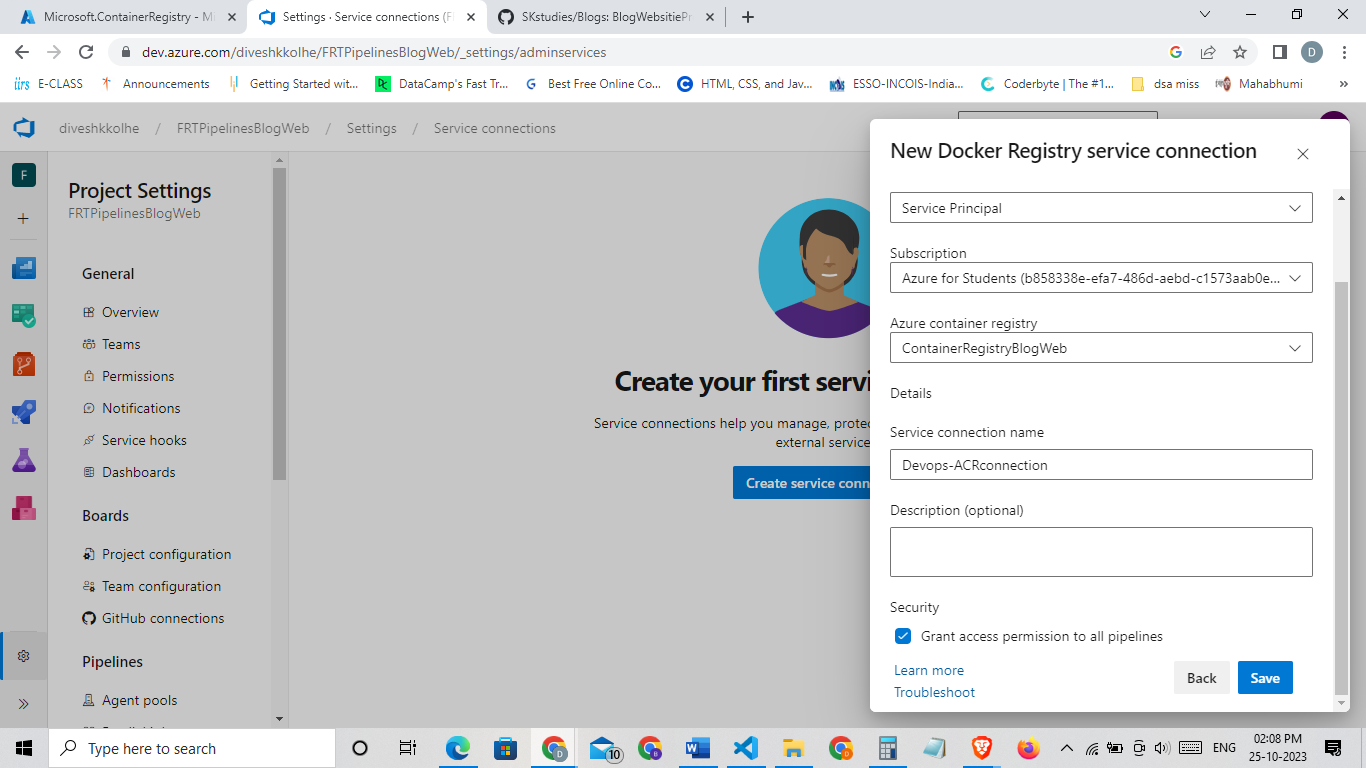 Microsoft.ContainerRegistry - Mi
Settings · Service connections (F
SKstudies/Blogs: BlogWebsitiePr
dev.azure.com/diveshkkolhe/FRTPipelinesBlogWeb/_settings/adminservices
D
iirs E-CLASS
Announcements
Getting Started wit...
DataCamp's Fast Tr...
Best Free Online Co...
HTML, CSS, and Jav...
ESSO-INCOIS-India...
Coderbyte | The #1...
dsa miss
Mahabhumi
»
diveshkkolhe / FRTPipelinesBlogWeb / Settings / Service connections
F
Project Settings
FRTPipelinesBlogWeb
General
Overview
Teams
Permissions
Notifications
Service hooks
Dashboards
Boards
Project configuration
Team configuration
GitHub connections
Pipelines
Agent pools
Create your first servi
Service connections help you manage, protec
external service
Create service conn
New Docker Registry service connection
Service Principal
Subscription
Azure for Students (b858338e-efa7-486d-aebd-c1573aab0e...
Azure container registry
ContainerRegistryBlogWeb
Details
Service connection name
Devops-ACRconnection
Description (optional)
Security
Grant access permission to all pipelines
Learn more
Troubleshoot
Back
Save
Type here to search
10
ENG
02:08 PM
25-10-2023